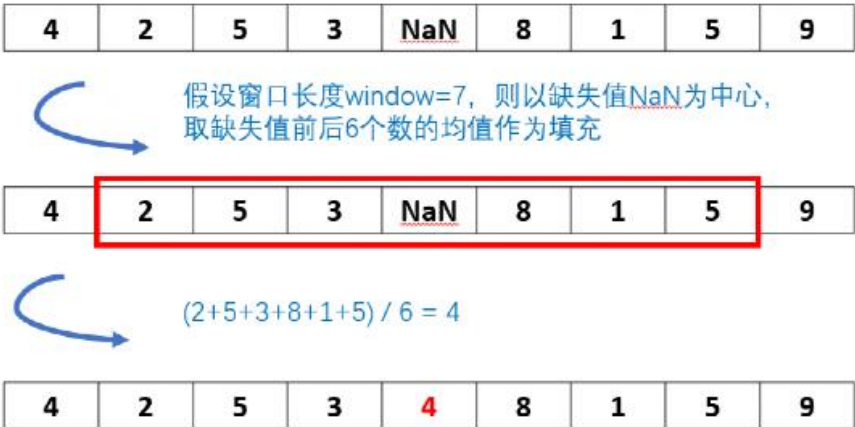 4 2 5 3 NaN 8 1 5 9
假设窗口长度window=7，则以缺失值NaN为中心，
取缺失值前后6个数的均值作为填充
4 2 5 3 NaN 8 1 5 9
(2+5+3+8+1+5) / 6 = 4
4 2 5 3 4 8 1 5 9